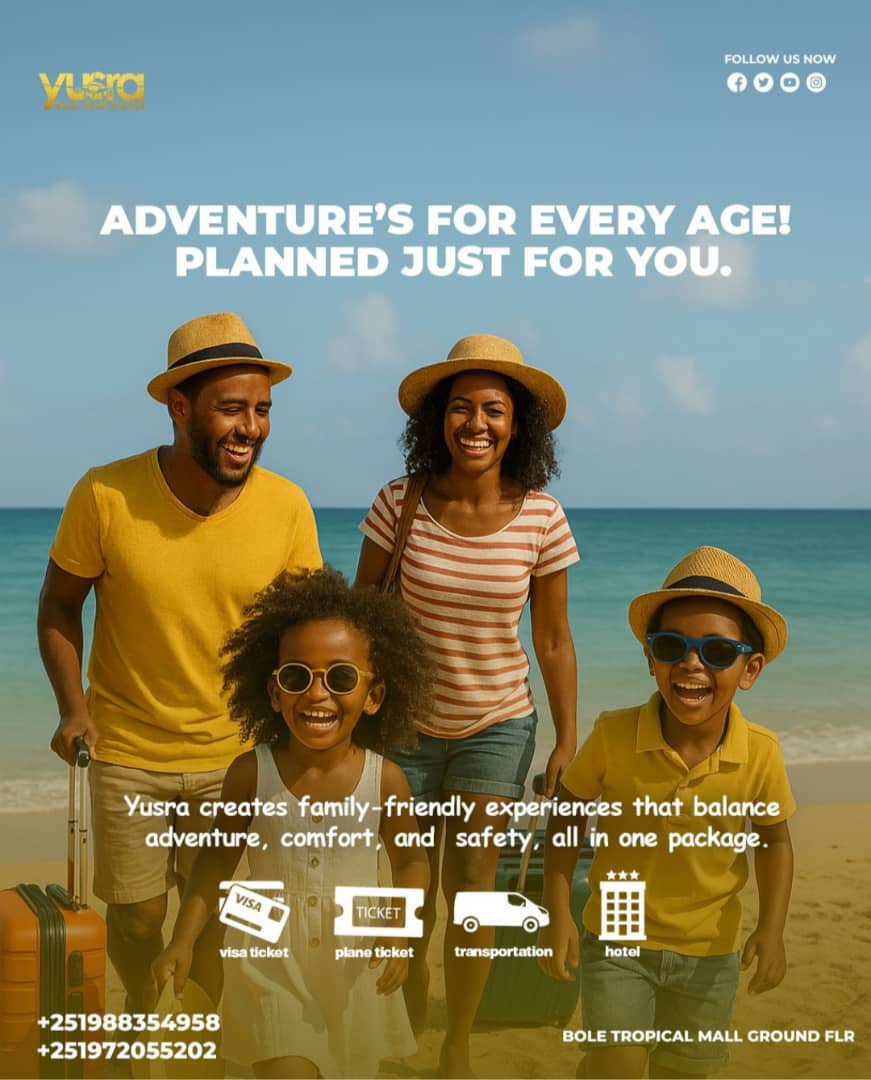 yusra
FOLLOW US NOW
ADVENTURE’S FOR EVERY AGE!
PLANNED JUST FOR YOU.
Yusra creates family-friendly experiences that balance
adventure, comfort, and safety, all in one package.
VISA
TICKET
visa ticket
plane ticket
transportation
hotel
+251988354958
+251972055202
BOLE TROPICAL MALL GROUND FLR